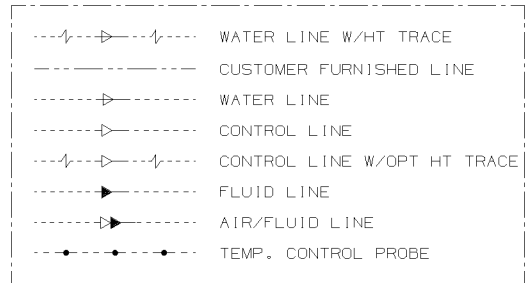 WATER LINE W/HT TRACE
CUSTOMER FURNISHED LINE
WATER LINE
CONTROL LINE
CONTROL LINE W/OPT HT TRACE
FLUID LINE
AIR/FLUID LINE
TEMP. CONTROL PROBE